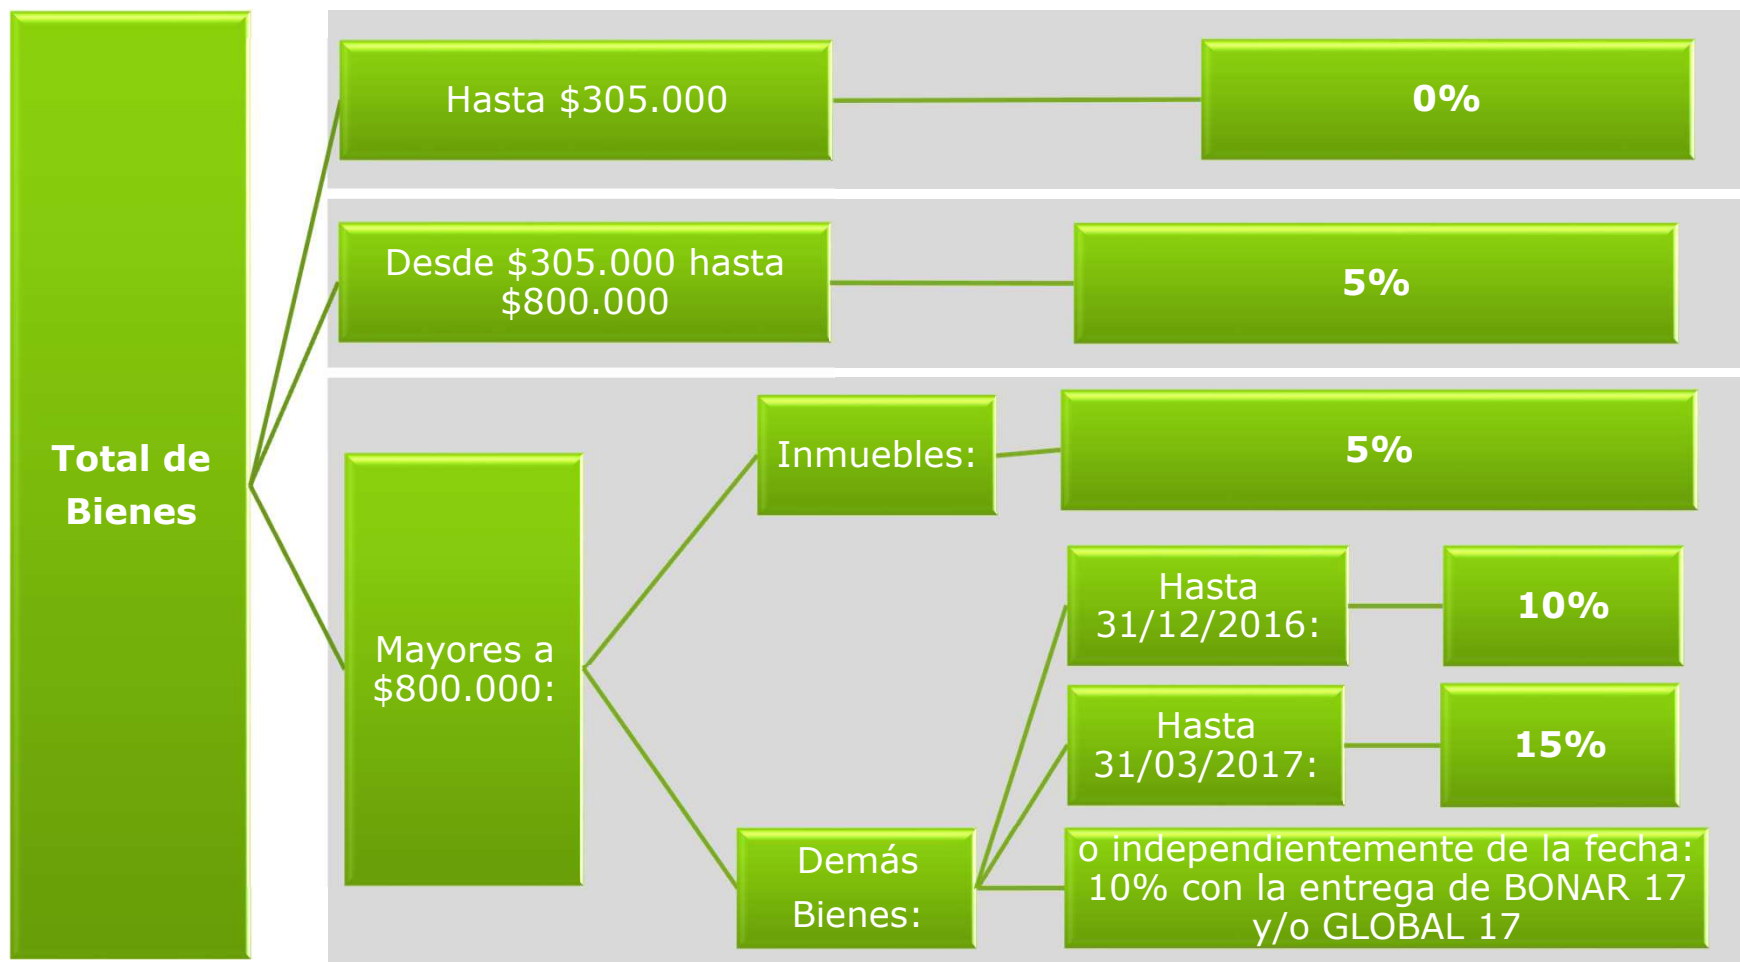 Total de
Bienes
Hasta $305.000
0%
Desde $305.000 hasta
$800.000
5%
Mayores a
$800.000:
Inmuebles:
5%
Demás
Bienes:
Hasta
31/12/2016:
10%
Hasta
31/03/2017:
15%
o independientemente de la fecha:
10% con la entrega de BONAR 17
y/o GLOBAL 17